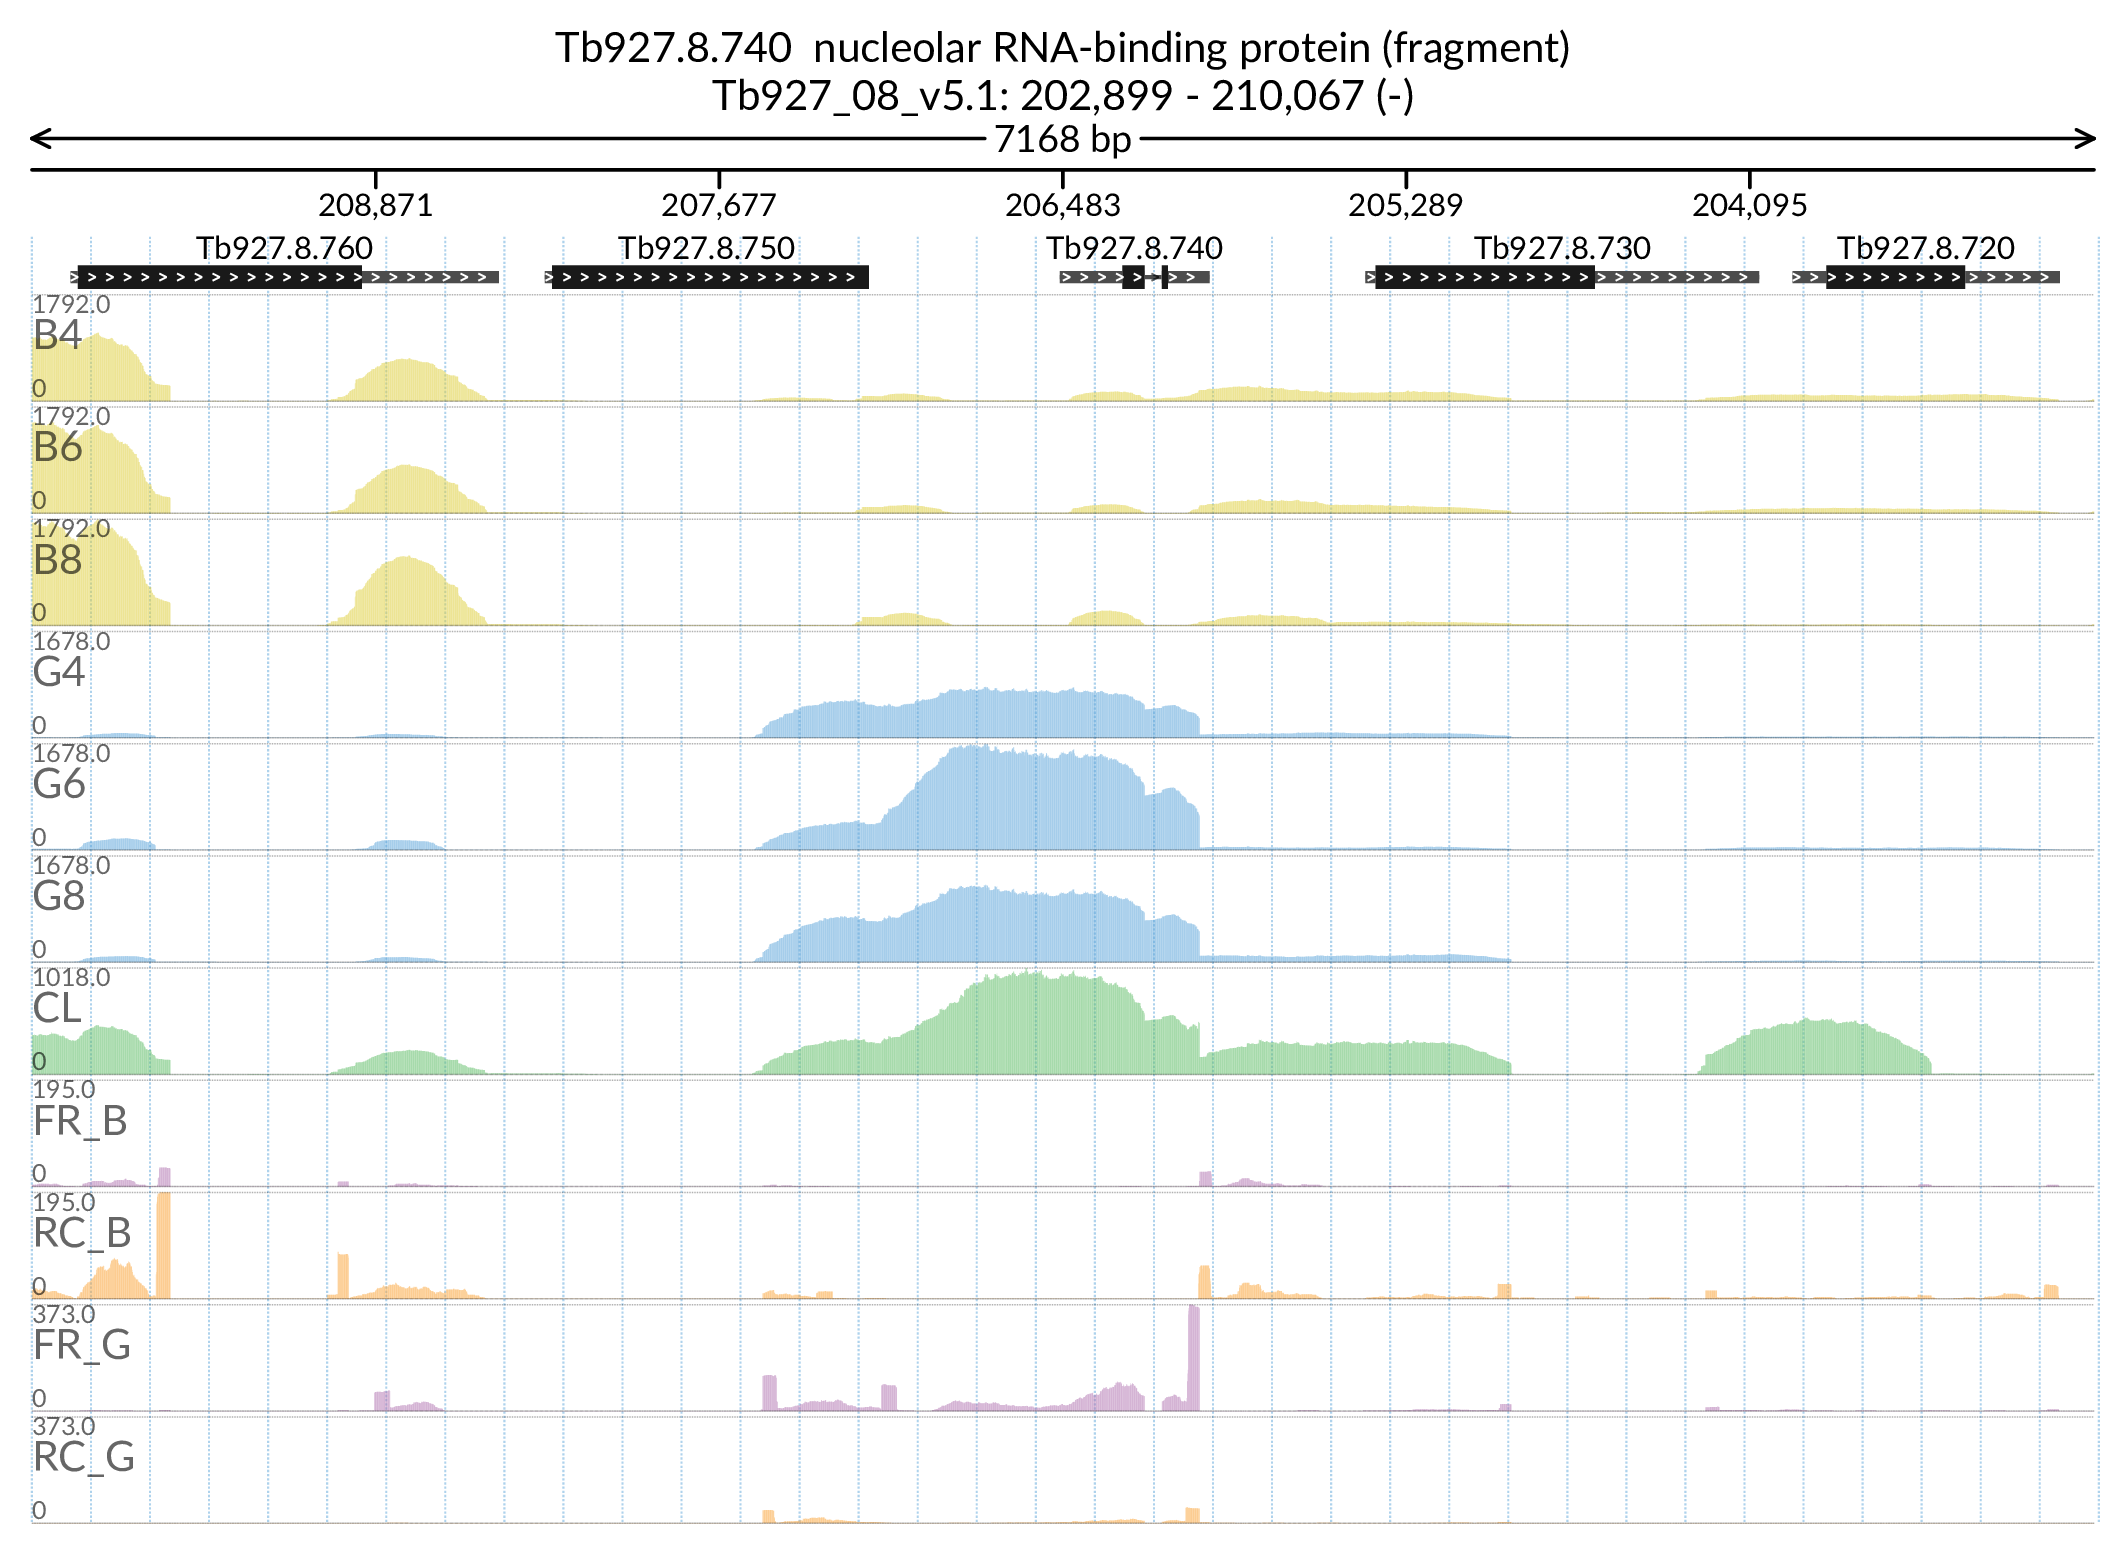 Tb927.8.740  nucleolar RNA-binding protein (fragment)
Tb927_08_v5.1: 202,899 - 210,067 (-)
7168 bp
208,871 207,677 206,483 205,289 204,095
Tb927.8.760 Tb927.8.750 Tb927.8.740 Tb927.8.730 Tb927.8.720
1792.0
B4
0
1792.0
B6
0
1792.0
B8
0
1678.0
G4
0
1678.0
G6
0
1678.0
G8
0
1018.0
CL
0
195.0
FR_B
0
195.0
RC_B
0
373.0
FR_G
0
373.0
RC_G
0